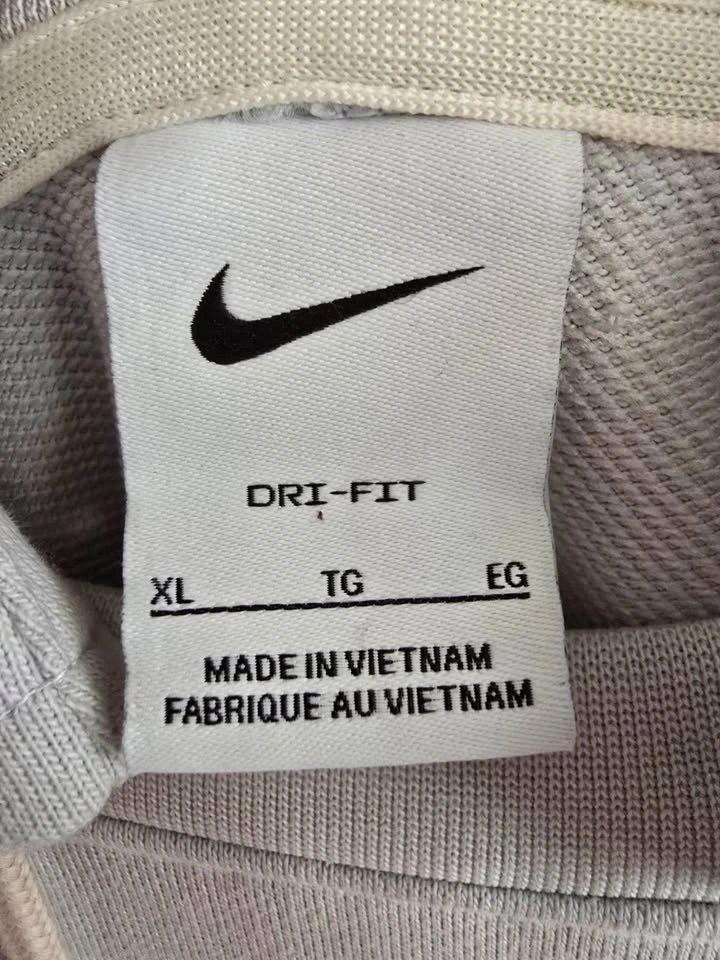 DRI-FIT
XL TG EG
MADE IN VIETNAM
FABRIQUE AU VIETNAM